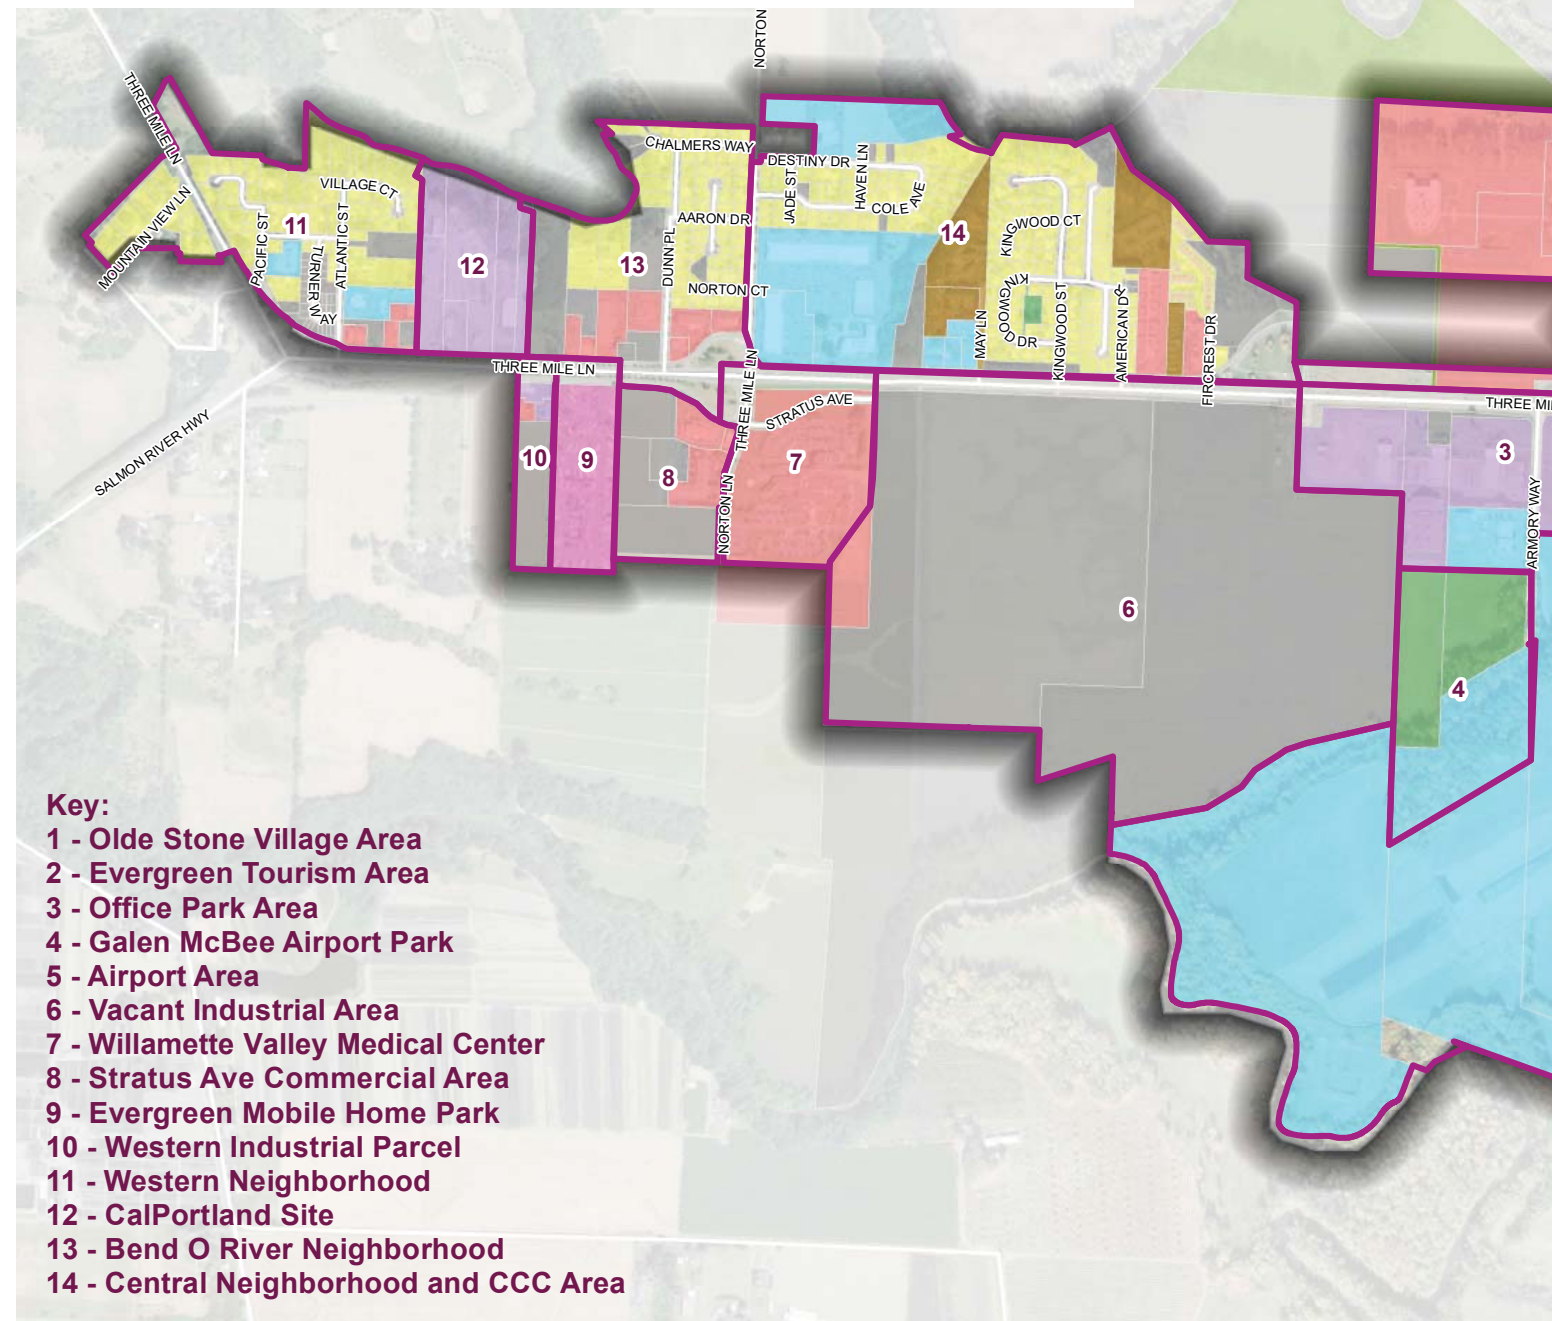 NORTON
THREE MILE LN
CHALMERS WAY
DESTINY DR
HAVEN LN
VILLAGE CT
JADE ST
COLE AVE
MOUNTAIN VIEW LN
PACIFIC ST
11
ATLANTIC ST
TURNER WAY
12
13
AARON DR
DUNN PL
NORTON CT
14
KINGWOOD CT
KINGWOOD DR
MAY LN
KINGWOOD ST
AMERICAN DR
FIRCREST DR
THREE MILE LN
THREE MILE LN
STRATUS AVE
THREE MI
SALMON RIVER HWY
10
9
8
7
3
NORTON LN
ARMORY WAY
6
4
Key:
1 - Olde Stone Village Area
2 - Evergreen Tourism Area
3 - Office Park Area
4 - Galen McBee Airport Park
5 - Airport Area
6 - Vacant Industrial Area
7 - Willamette Valley Medical Center
8 - Stratus Ave Commercial Area
9 - Evergreen Mobile Home Park
10 - Western Industrial Parcel
11 - Western Neighborhood
12 - CalPortland Site
13 - Bend O River Neighborhood
14 - Central Neighborhood and CCC Area